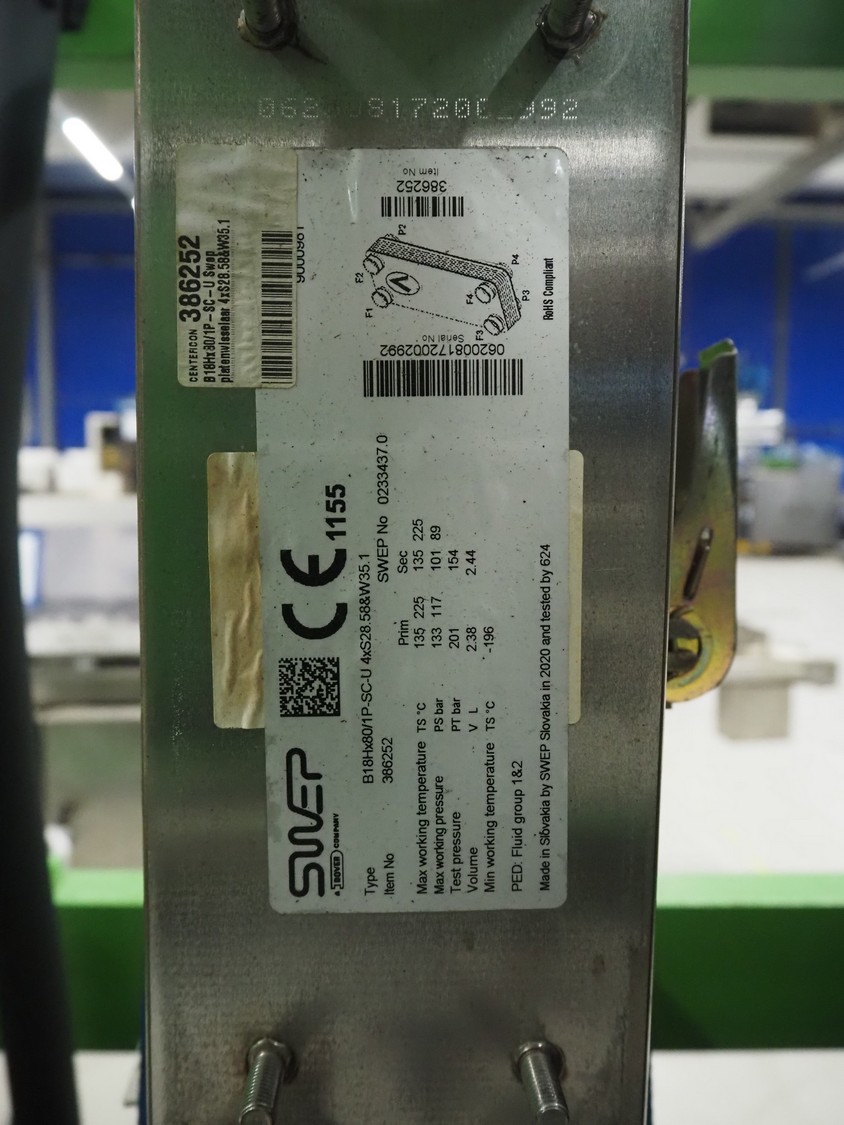 CENTERCON 386252
B18Hx80/1P-SC-U Swep
platenwisselaar 4xS28.58&W35.1
9000981
SWEP
A DOVER COMPANY
CE 1155
Type B18Hx80/1P-SC-U 4xS28.58&W35.1
Item No 386252 SWEP No 0233437.0
Prim Sec
Max working temperature TS °C 135 225 135 225
Max working pressure PS bar 133 117 101 89
Test pressure PT bar 201 154
Volume V L 2.38 2.44
Min working temperature TS °C -196
PED: Fluid group 1&2
Made in Slovakia by SWEP Slovakia in 2020 and tested by 624
Item No
386252
F1 F2 P2
F3 F4 P3 P4
Serial No
062008172002992
RoHS Compliant